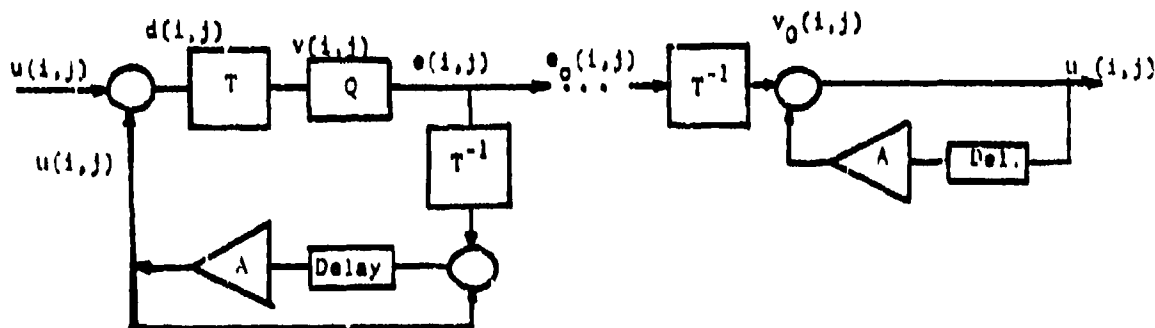 d(i,j)
v(i,j)
v₀(i,j)
u(i,j)
T
Q
e(i,j)
e₀(i,j)
T⁻¹
u (i,j)
u(i,j)
T⁻¹
A
Del.
A
Delay